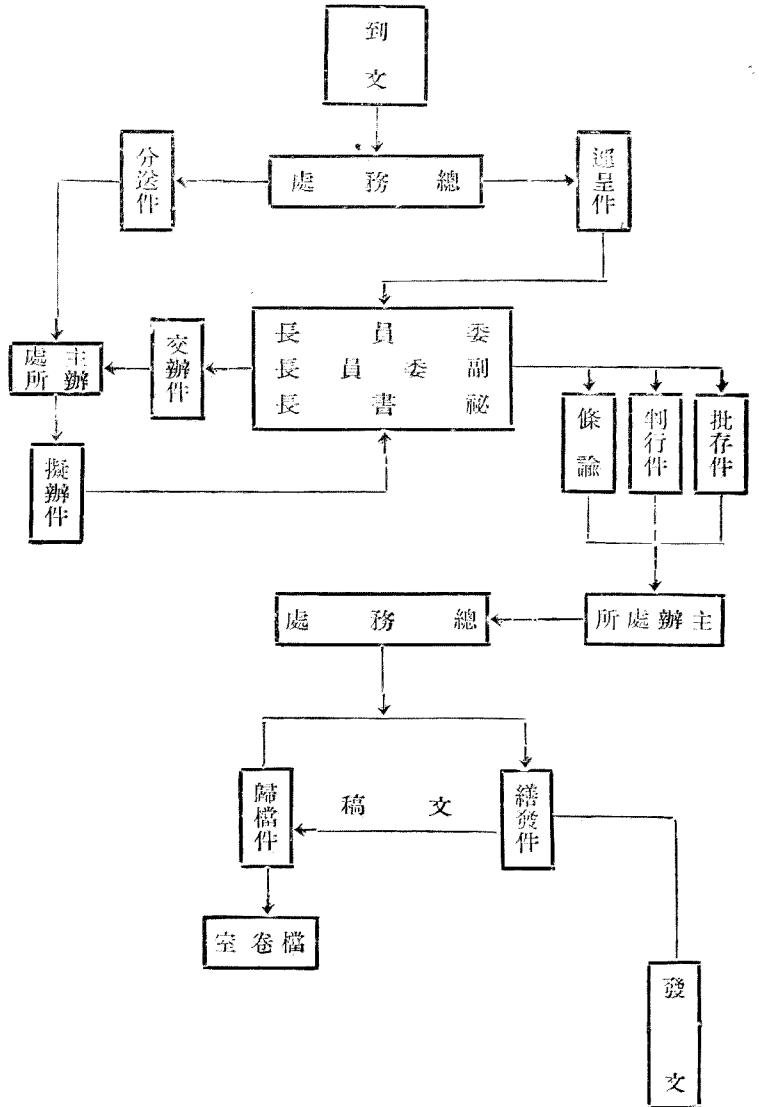 到文
總務處
分送件
逕呈件
委員長
副委員長
祕書長
交辦件
主辦處所
擬辦件
條諭
判行件
批存件
主辦處所
總務處
歸檔件
文稿
繕發件
檔卷室
發文